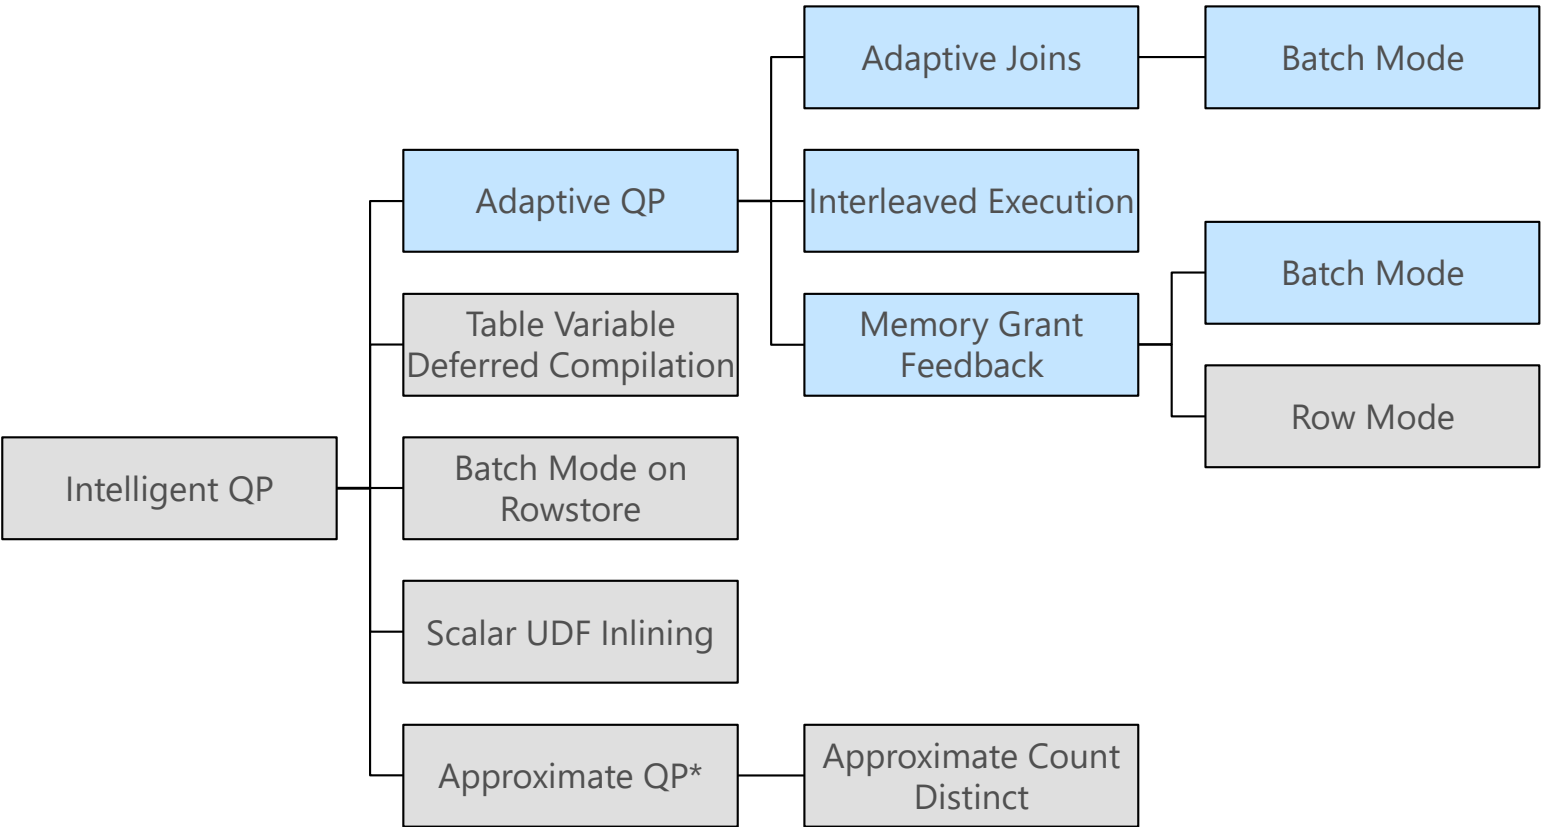 Adaptive Joins
Batch Mode
Adaptive QP
Interleaved Execution
Batch Mode
Table Variable
Deferred Compilation
Memory Grant
Feedback
Row Mode
Intelligent QP
Batch Mode on
Rowstore
Scalar UDF Inlining
Approximate QP*
Approximate Count
Distinct